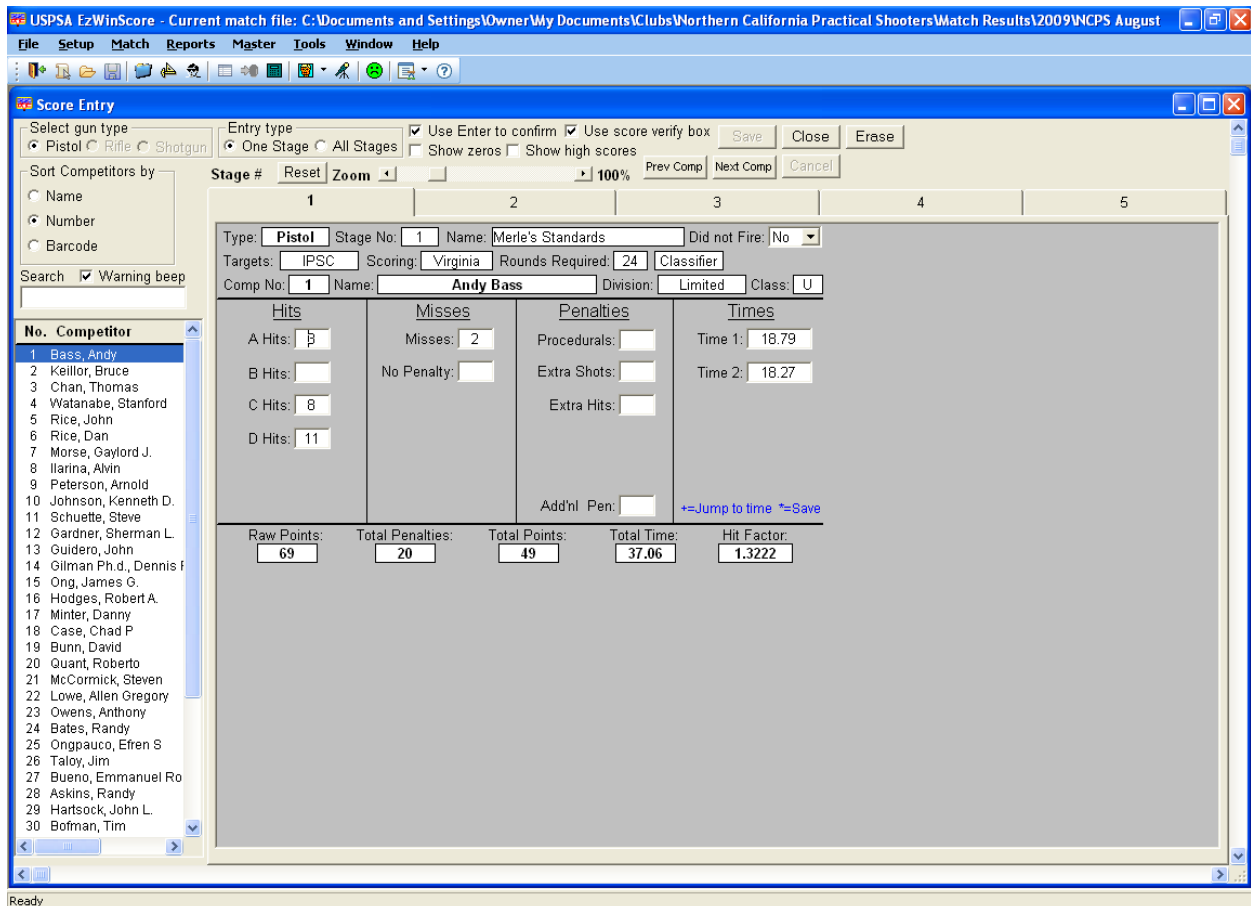 USPSA EzWinScore - Current match file: C:\Documents and Settings\Owner\My Documents\Clubs\Northern California Practical Shooters\Match Results\2009\NCPS August
File Setup Match Reports Master Tools Window Help
Score Entry
Select gun type
Pistol Rifle Shotgun
Entry type
One Stage All Stages
Use Enter to confirm Use score verify box
Show zeros Show high scores
Save Close Erase
Sort Competitors by
Name
Number
Barcode
Stage # Reset Zoom 100% Prev Comp Next Comp Cancel
1 2 3 4 5
Search Warning beep
Type: Pistol Stage No: 1 Name: Merle's Standards Did not Fire: No
Targets: IPSC Scoring: Virginia Rounds Required: 24 Classifier
Comp No: 1 Name: Andy Bass Division: Limited Class: U
Hits Misses Penalties Times
A Hits: 3 Misses: 2 Procedurals: Time 1: 18.79
B Hits: No Penalty: Extra Shots: Time 2: 18.27
C Hits: 8 Extra Hits:
D Hits: 11
Add'nl Pen: +=Jump to time *=Save
Raw Points: Total Penalties: Total Points: Total Time: Hit Factor:
69 20 49 37.06 1.3222
No. Competitor
1 Bass, Andy
2 Keillor, Bruce
3 Chan, Thomas
4 Watanabe, Stanford
5 Rice, John
6 Rice, Dan
7 Morse, Gaylord J.
8 Ilarina, Alvin
9 Peterson, Arnold
10 Johnson, Kenneth D.
11 Schuette, Steve
12 Gardner, Sherman L.
13 Guidero, John
14 Gilman Ph.d., Dennis
15 Ong, James G.
16 Hodges, Robert A.
17 Minter, Danny
18 Case, Chad P
19 Bunn, David
20 Quant, Roberto
21 McCormick, Steven
22 Lowe, Allen Gregory
23 Owens, Anthony
24 Bates, Randy
25 Ongpauco, Efren S
26 Taloy, Jim
27 Bueno, Emmanuel Ro
28 Askins, Randy
29 Hartsock, John L.
30 Bofman, Tim
Ready